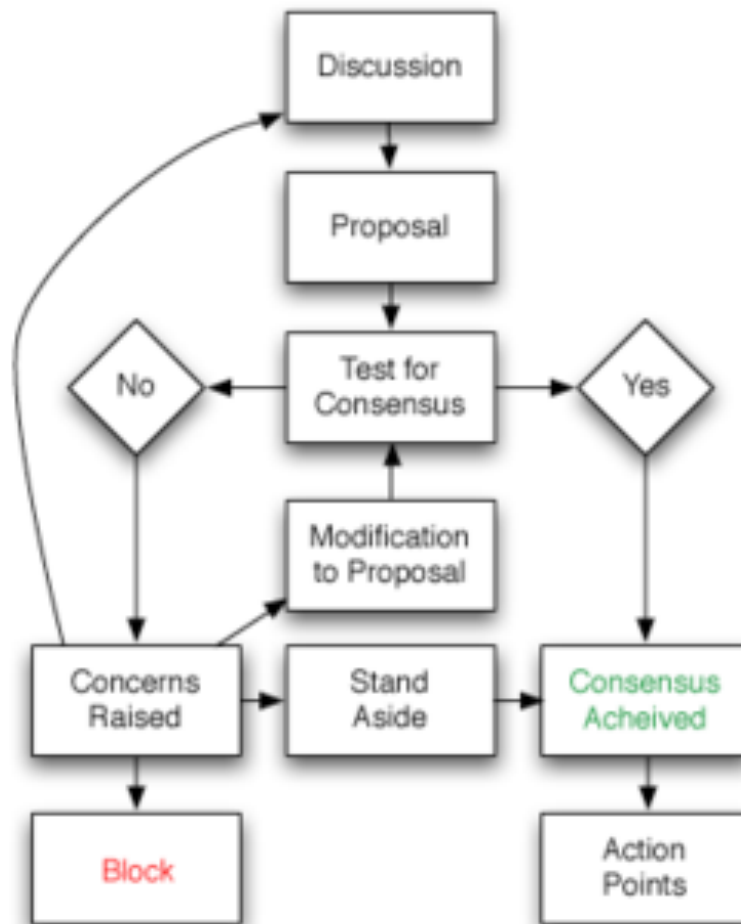 Discussion
Proposal
No
Test for
Consensus
Yes
Modification
to Proposal
Concerns
Raised
Stand
Aside
Consensus
Acheived
Block
Action
Points